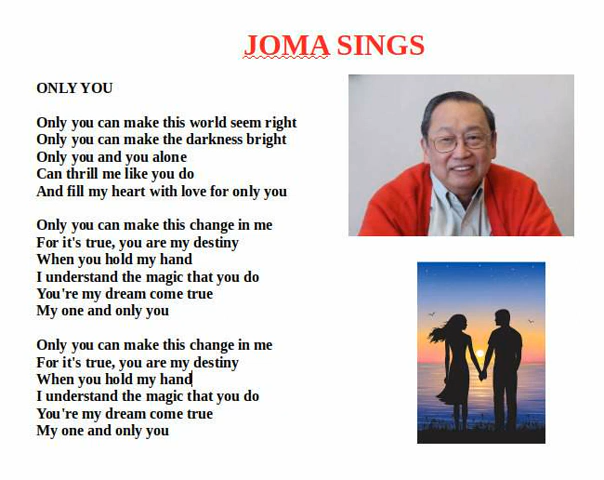 JOMA SINGS
ONLY YOU
Only you can make this world seem right
Only you can make the darkness bright
Only you and you alone
Can thrill me like you do
And fill my heart with love for only you
Only you can make this change in me
For it's true, you are my destiny
When you hold my hand
I understand the magic that you do
You're my dream come true
My one and only you
Only you can make this change in me
For it's true, you are my destiny
When you hold my hand
I understand the magic that you do
You're my dream come true
My one and only you